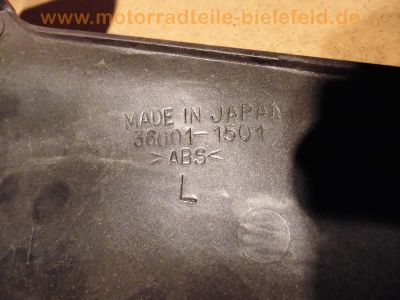 www.motorradteile-bielefeld.de
MADE IN JAPAN
36001-1501
>ABS<
L